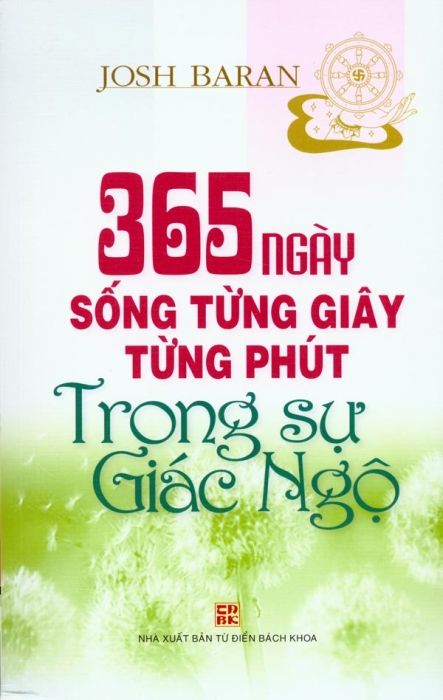 JOSH BARAN
365 NGÀY
SỐNG TỪNG GIÂY
TỪNG PHÚT
Trong sự
Giác Ngộ
NHÀ XUẤT BẢN TỪ ĐIỂN BÁCH KHOA